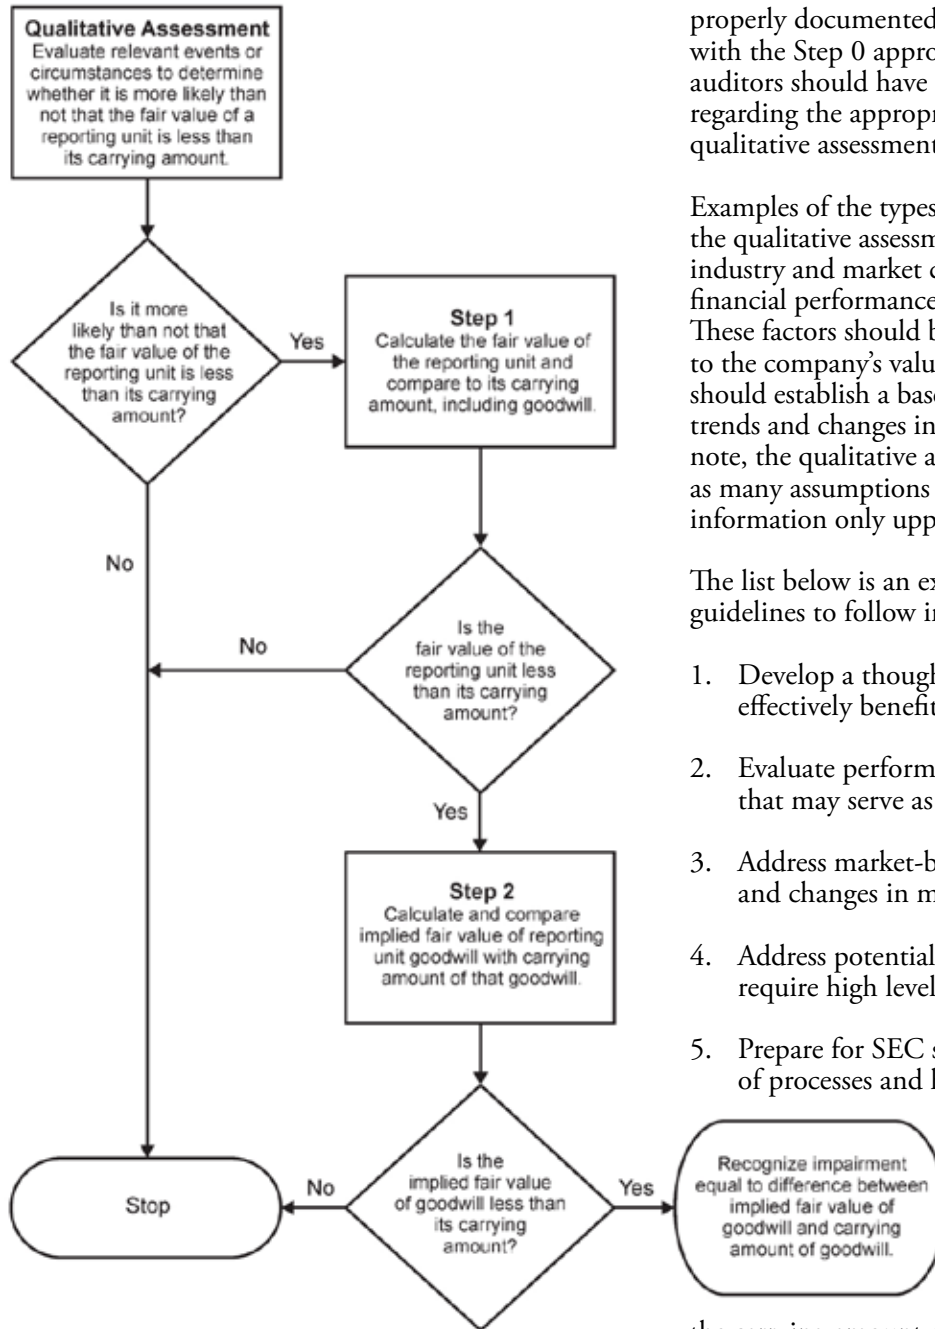 Qualitative Assessment
Evaluate relevant events or
circumstances to determine
whether it is more likely than
not that the fair value of a
reporting unit is less than
its carrying amount.
Is it more
likely than not that
the fair value of the
reporting unit is less
than its carrying
amount?
Yes
Step 1
Calculate the fair value of
the reporting unit and
compare to its carrying
amount, including goodwill.
No
Is the
fair value of the
reporting unit less
than its carrying
amount?
No
Yes
Step 2
Calculate and compare
implied fair value of reporting
unit goodwill with carrying
amount of that goodwill.
Is the
implied fair value
of goodwill less than
its carrying
amount?
No
Stop
Yes
Recognize impairment
equal to difference between
implied fair value of
goodwill and carrying
amount of goodwill.
properly documented
with the Step 0 appro
auditors should have
regarding the appropr
qualitative assessment
Examples of the types
the qualitative assessm
industry and market c
financial performance
These factors should b
to the company's valu
should establish a base
trends and changes in
note, the qualitative a
as many assumptions
information only upp
The list below is an ex
guidelines to follow in
1. Develop a though
effectively benefit
2. Evaluate perform
that may serve as
3. Address market-b
and changes in m
4. Address potential
require high level
5. Prepare for SEC s
of processes and